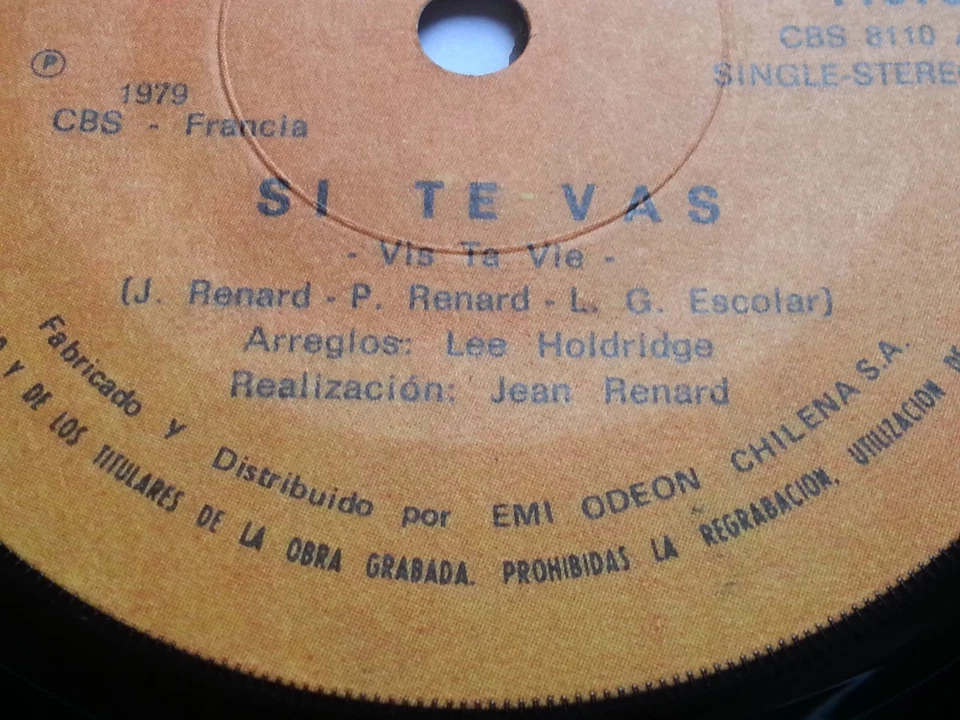 Ⓟ
1979
CBS - Francia
CBS 8110
SINGLE-STEREO
SI TE VAS
- Vis Ta Vie -
(J. Renard - P. Renard - L. G. Escolar)
Arreglos: Lee Holdridge
Realización: Jean Renard
Fabricado y Distribuido por EMI ODEON CHILENA S.A.
Y DE LOS TITULARES DE LA OBRA GRABADA. PROHIBIDAS LA REGRABACION, UTILIZACION DE